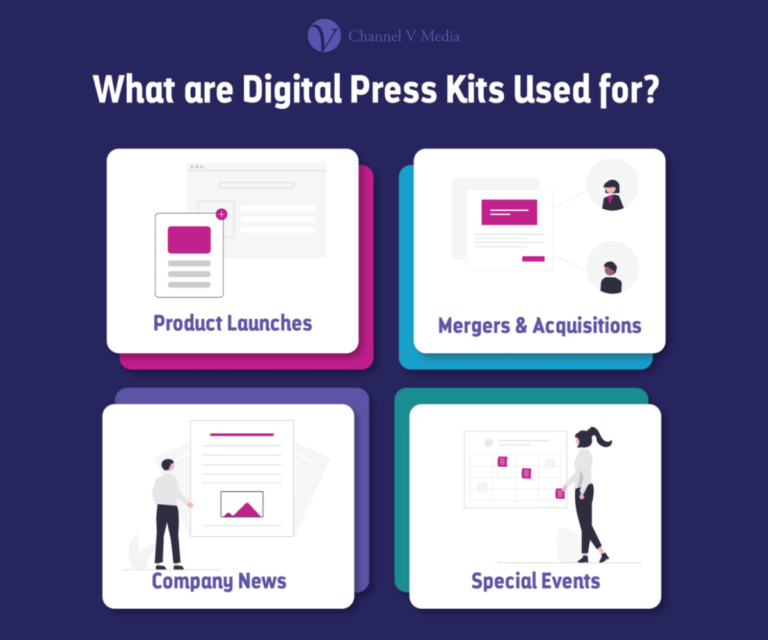 Channel V Media
What are Digital Press Kits Used for?
Product Launches
Mergers & Acquisitions
Company News
Special Events